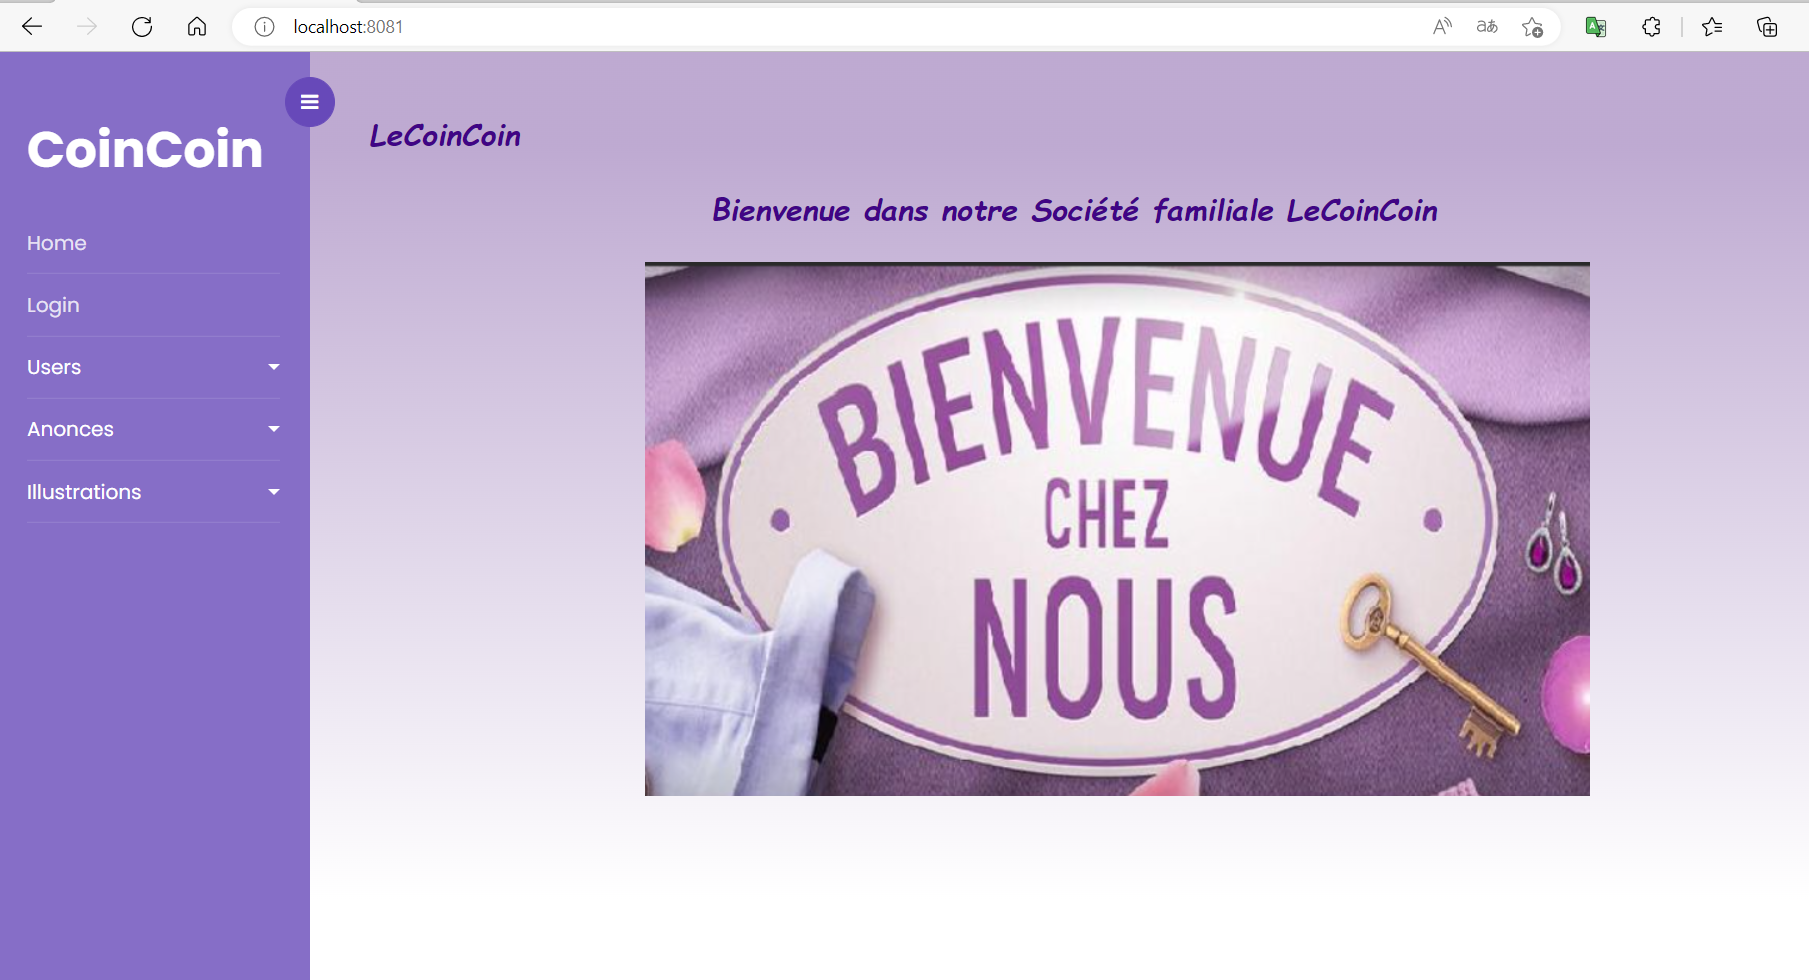 localhost:8081
CoinCoin
Home
Login
Users
Anonces
Illustrations
LeCoinCoin
Bienvenue dans notre Société familiale LeCoinCoin
BIENVENUE
CHEZ
NOUS